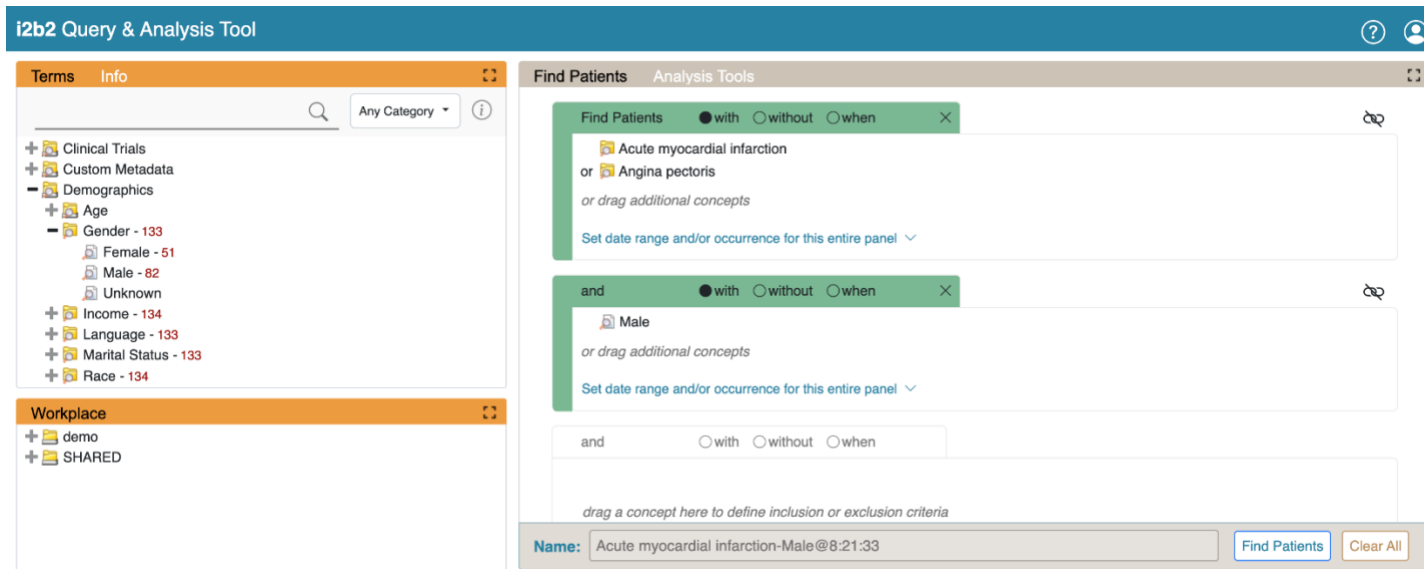 i2b2 Query & Analysis Tool
Terms Info
Any Category
Clinical Trials
Custom Metadata
Demographics
Age
Gender - 133
Female - 51
Male - 82
Unknown
Income - 134
Language - 133
Marital Status - 133
Race - 134
Workplace
demo
SHARED
Find Patients Analysis Tools
Find Patients with without when
Acute myocardial infarction
or Angina pectoris
or drag additional concepts
Set date range and/or occurrence for this entire panel
and with without when
Male
or drag additional concepts
Set date range and/or occurrence for this entire panel
and with without when
drag a concept here to define inclusion or exclusion criteria
Name: Acute myocardial infarction-Male@8:21:33 Find Patients Clear All